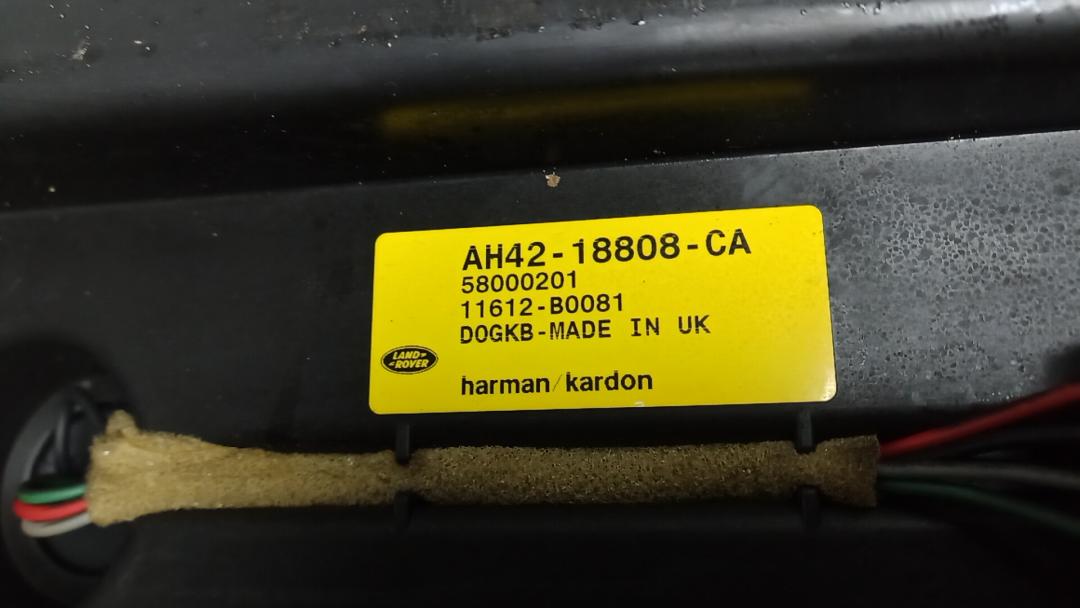 AH42-18808-CA
58000201
11612-B0081
D0GKB-MADE IN UK
LAND
ROVER
harman/kardon